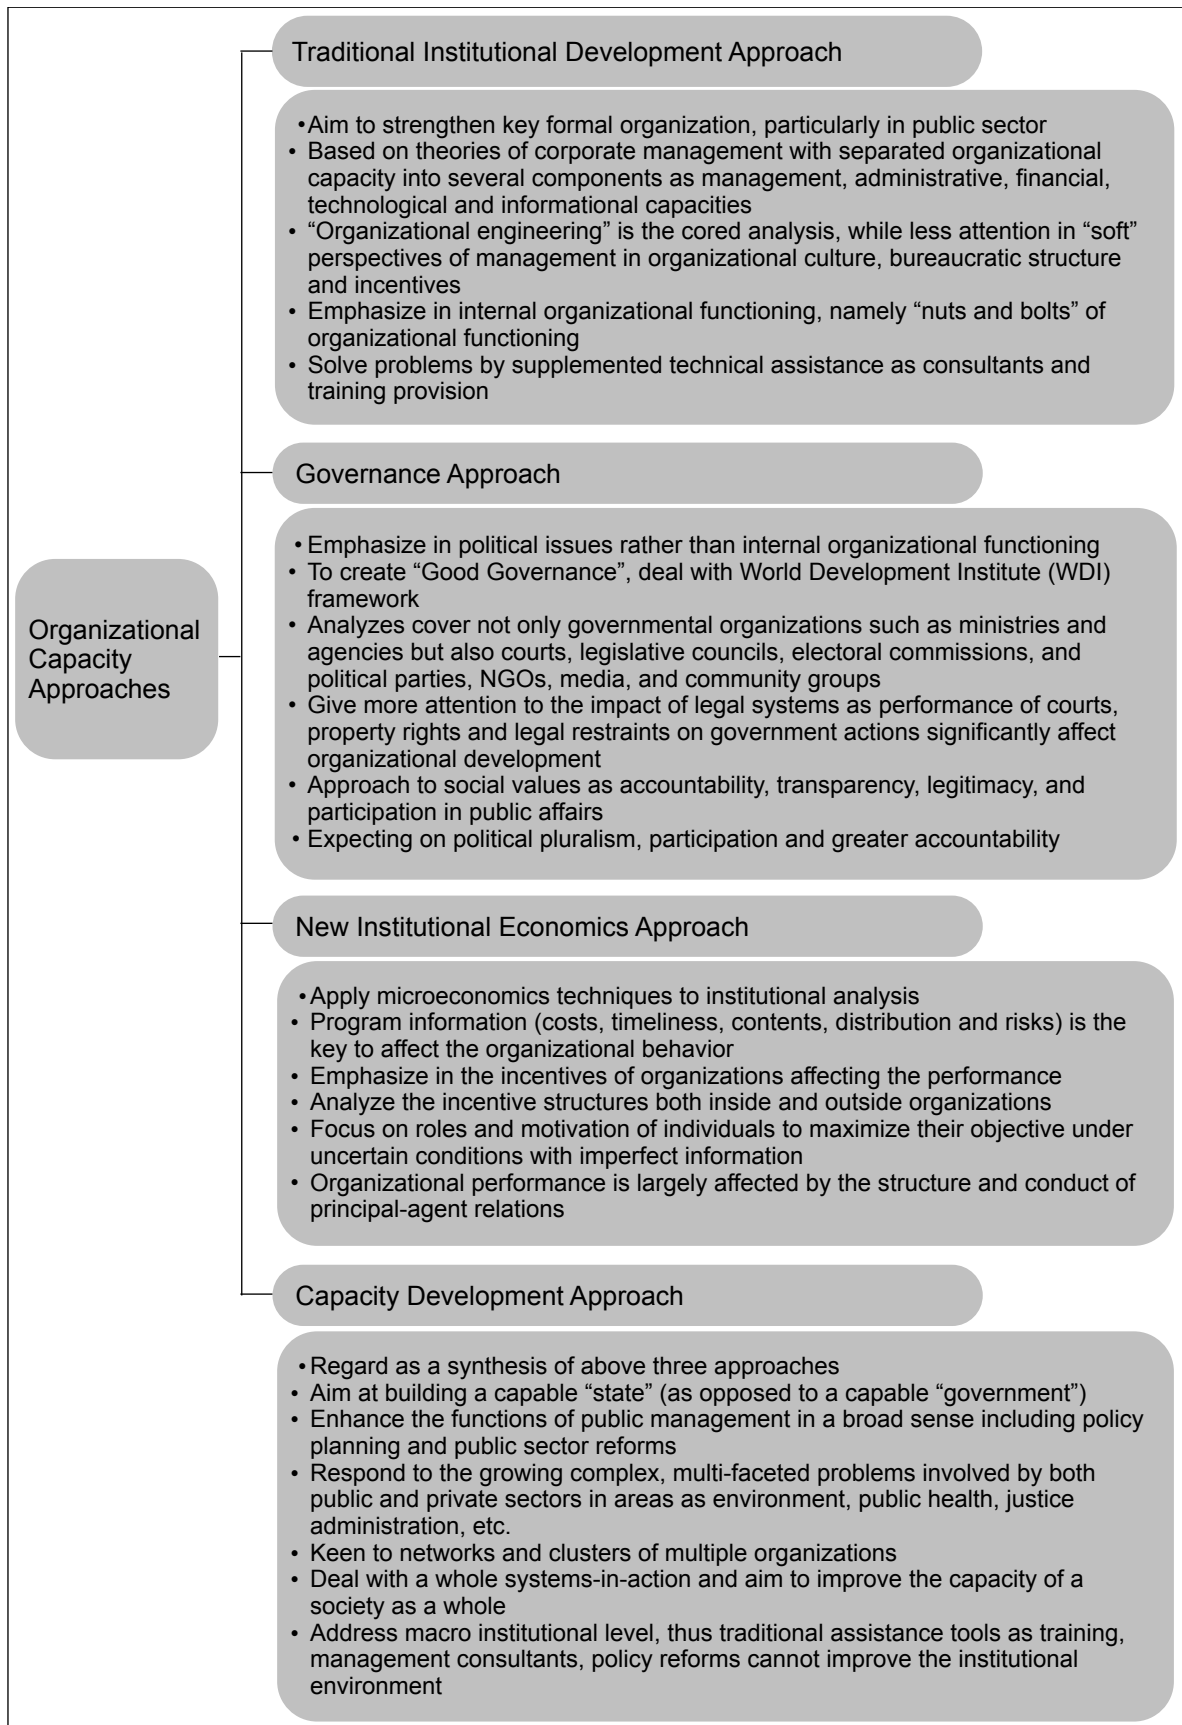 Traditional Institutional Development Approach
•Aim to strengthen key formal organization, particularly in public sector
• Based on theories of corporate management with separated organizational
capacity into several components as management, administrative, financial,
technological and informational capacities
• “Organizational engineering” is the cored analysis, while less attention in “soft”
perspectives of management in organizational culture, bureaucratic structure
and incentives
• Emphasize in internal organizational functioning, namely “nuts and bolts” of
organizational functioning
• Solve problems by supplemented technical assistance as consultants and
training provision
Governance Approach
• Emphasize in political issues rather than internal organizational functioning
• To create “Good Governance”, deal with World Development Institute (WDI)
framework
• Analyzes cover not only governmental organizations such as ministries and
agencies but also courts, legislative councils, electoral commissions, and
political parties, NGOs, media, and community groups
• Give more attention to the impact of legal systems as performance of courts,
property rights and legal restraints on government actions significantly affect
organizational development
• Approach to social values as accountability, transparency, legitimacy, and
participation in public affairs
• Expecting on political pluralism, participation and greater accountability
Organizational
Capacity
Approaches
New Institutional Economics Approach
•Apply microeconomics techniques to institutional analysis
• Program information (costs, timeliness, contents, distribution and risks) is the
key to affect the organizational behavior
• Emphasize in the incentives of organizations affecting the performance
• Analyze the incentive structures both inside and outside organizations
• Focus on roles and motivation of individuals to maximize their objective under
uncertain conditions with imperfect information
• Organizational performance is largely affected by the structure and conduct of
principal-agent relations
Capacity Development Approach
•Regard as a synthesis of above three approaches
• Aim at building a capable “state” (as opposed to a capable “government”)
• Enhance the functions of public management in a broad sense including policy
planning and public sector reforms
• Respond to the growing complex, multi-faceted problems involved by both
public and private sectors in areas as environment, public health, justice
administration, etc.
• Keen to networks and clusters of multiple organizations
• Deal with a whole systems-in-action and aim to improve the capacity of a
society as a whole
• Address macro institutional level, thus traditional assistance tools as training,
management consultants, policy reforms cannot improve the institutional
environment